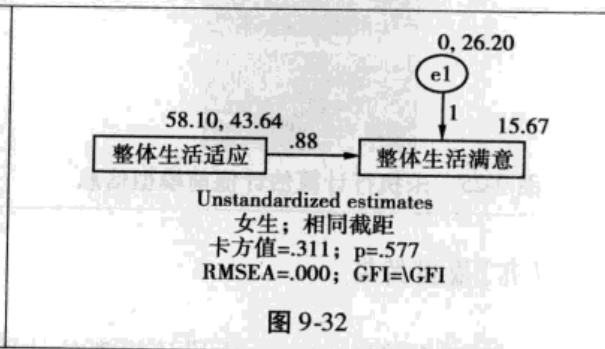 0, 26.20
e1
1
58.10, 43.64
15.67
整体生活适应
.88
整体生活满意
Unstandardized estimates
女生；相同截距
卡方值=.311；p=.577
RMSEA=.000；GFI=\GFI
图 9-32